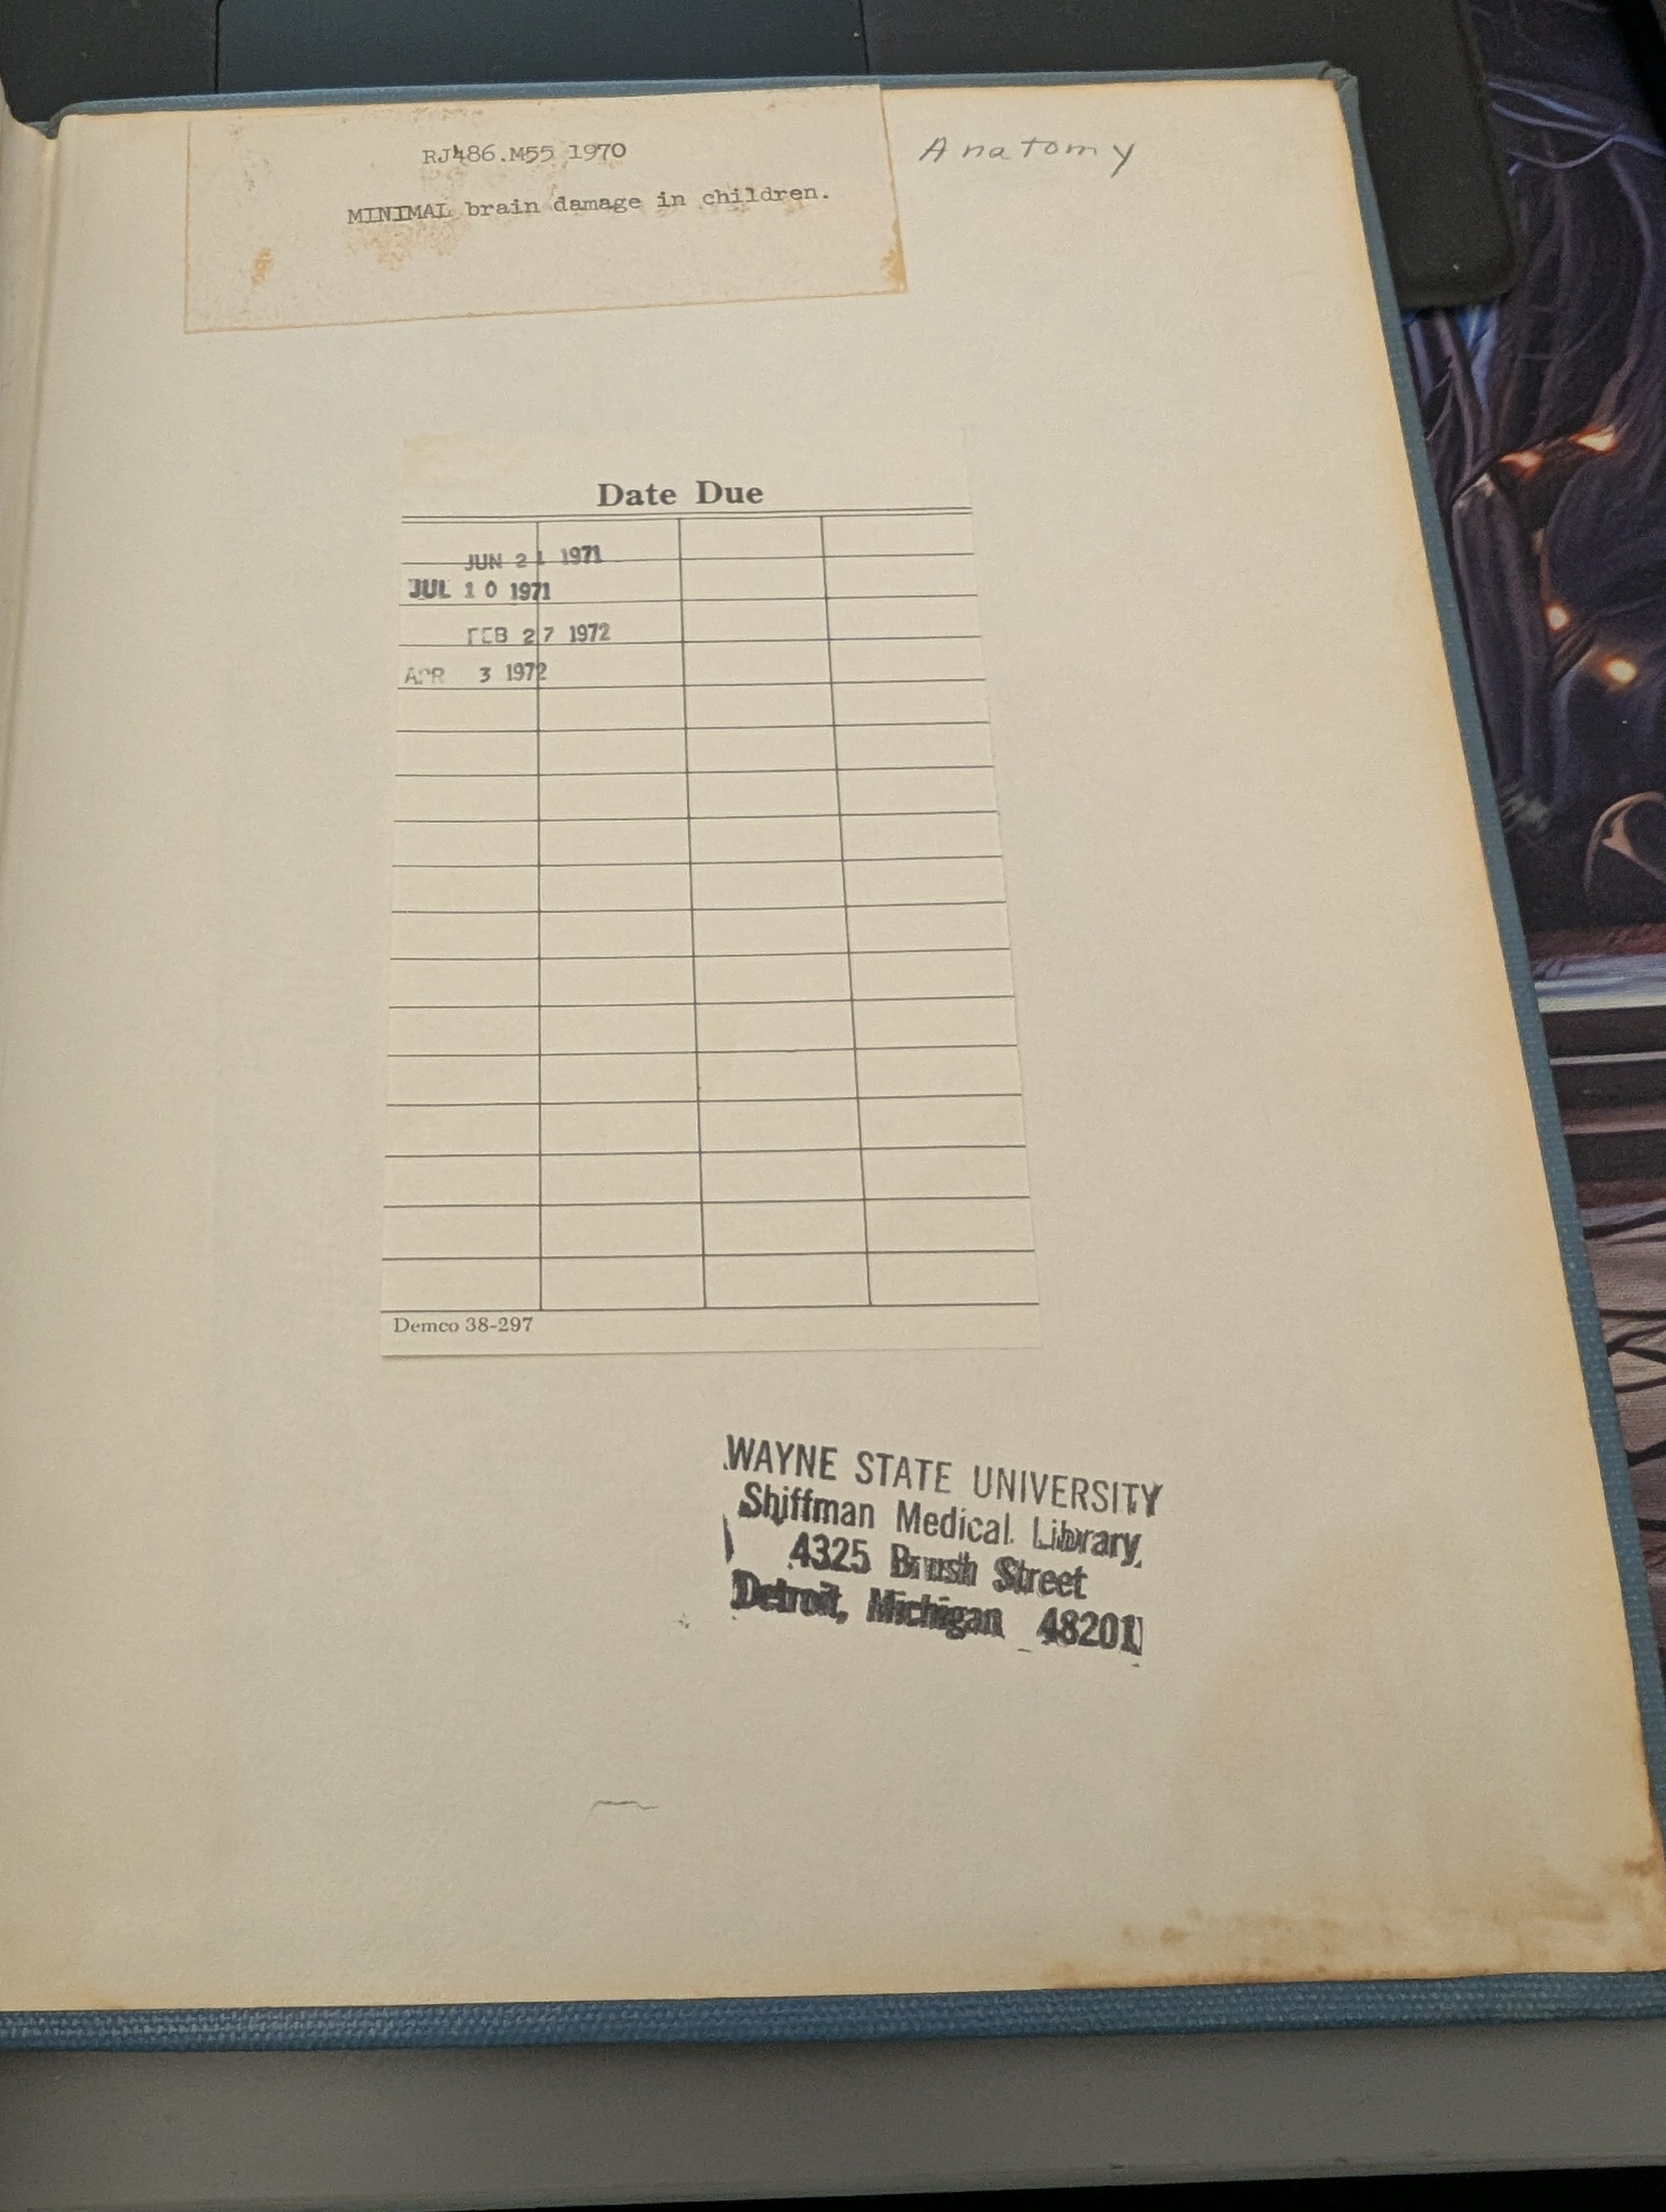 RJ486.M55 1970
MINIMAL brain damage in children.
Anatomy
Date Due
JUN 21 1971
JUL 10 1971
FEB 27 1972
APR 3 1972
Demco 38-297
WAYNE STATE UNIVERSITY
Shiffman Medical Library
4325 Brush Street
Detroit, Michigan 48201